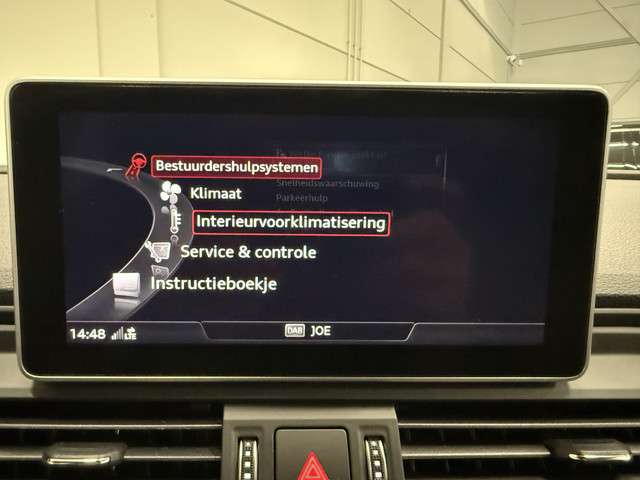 Bestuurdershulpsystemen
Klimaat
Snelheidswaarschuwing
Parkeerhulp
Interieurvoorklimatisering
Service & controle
Instructieboekje
14:48 LTE DAB JOE